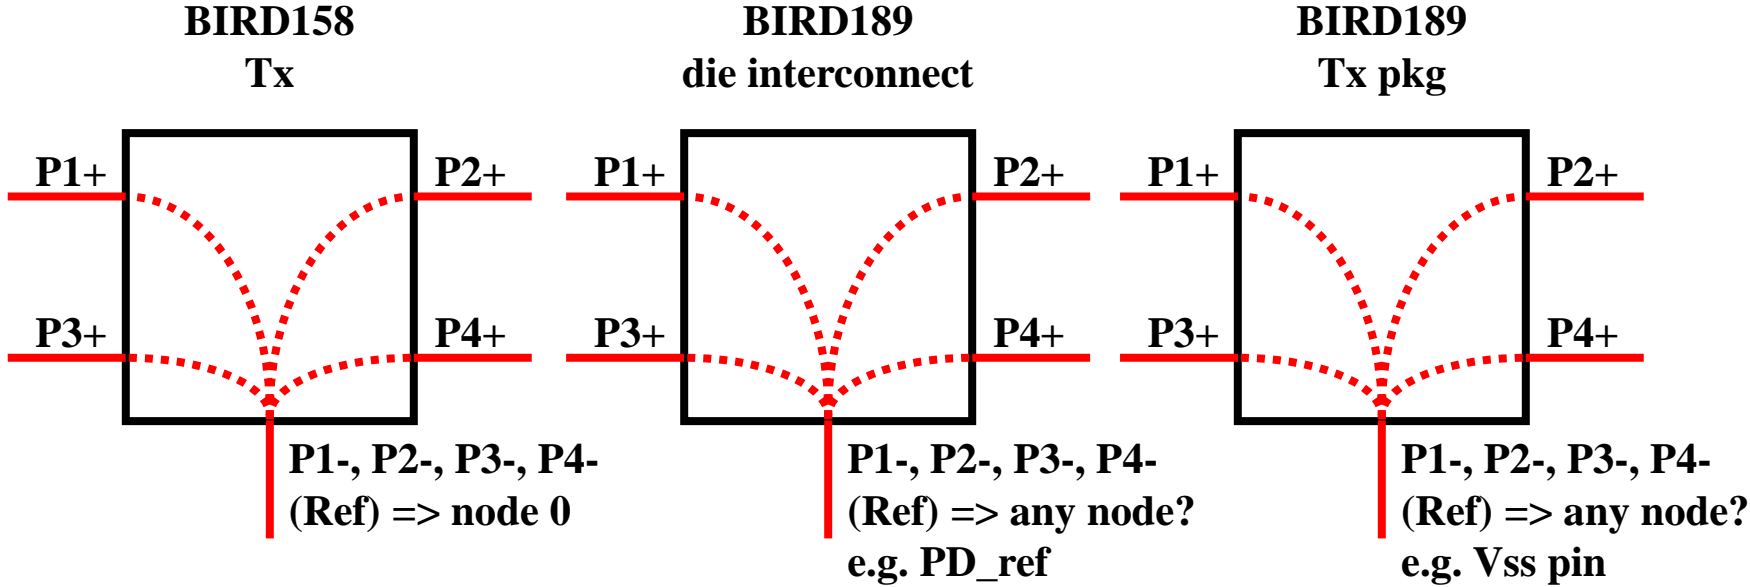 BIRD158
Tx
P1+
P2+
P3+
P4+
P1-, P2-, P3-, P4-
(Ref) => node 0
BIRD189
die interconnect
P1+
P2+
P3+
P4+
P1-, P2-, P3-, P4-
(Ref) => any node?
e.g. PD_ref
BIRD189
Tx pkg
P1+
P2+
P3+
P4+
P1-, P2-, P3-, P4-
(Ref) => any node?
e.g. Vss pin